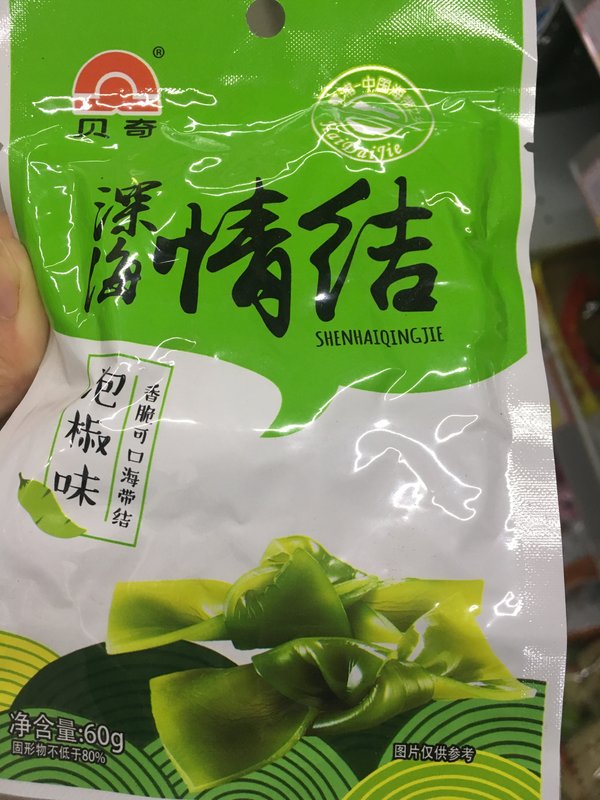 ®
贝奇
深海情结
SHENHAIQINGJIE
泡椒味
香脆可口海带结
净含量:60g
固形物不低于80%
图片仅供参考